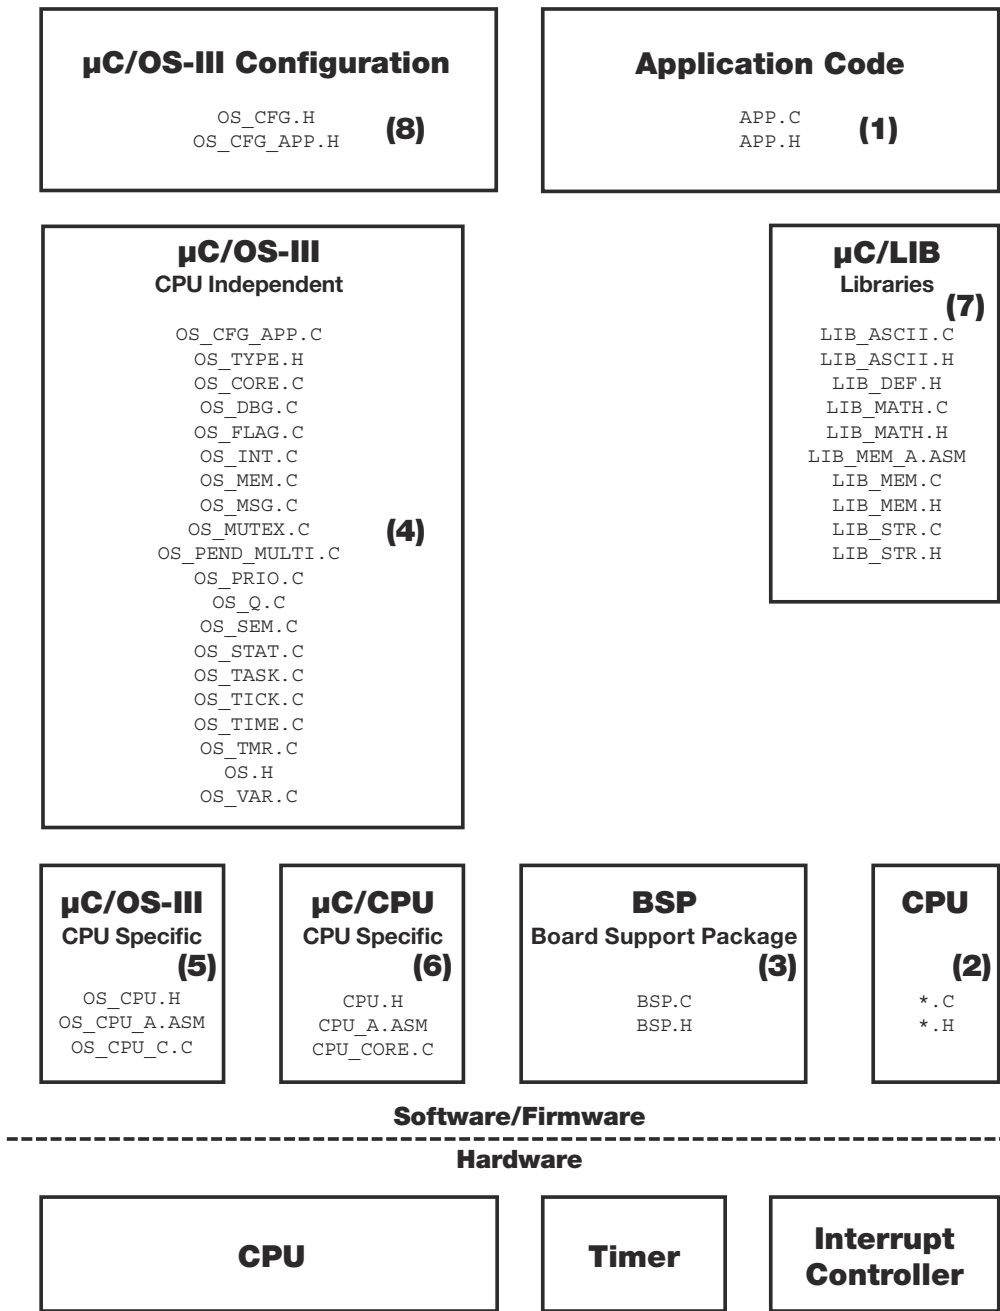 µC/OS-III Configuration
OS_CFG.H
OS_CFG_APP.H
(8)
Application Code
APP.C
APP.H
(1)
µC/OS-III
CPU Independent
OS_CFG_APP.C
OS_TYPE.H
OS_CORE.C
OS_DBG.C
OS_FLAG.C
OS_INT.C
OS_MEM.C
OS_MSG.C
OS_MUTEX.C
OS_PEND_MULTI.C
OS_PRIO.C
OS_Q.C
OS_SEM.C
OS_STAT.C
OS_TASK.C
OS_TICK.C
OS_TIME.C
OS_TMR.C
OS.H
OS_VAR.C
(4)
µC/LIB
Libraries
(7)
LIB_ASCII.C
LIB_ASCII.H
LIB_DEF.H
LIB_MATH.C
LIB_MATH.H
LIB_MEM_A.ASM
LIB_MEM.C
LIB_MEM.H
LIB_STR.C
LIB_STR.H
µC/OS-III
CPU Specific
(5)
OS_CPU.H
OS_CPU_A.ASM
OS_CPU_C.C
µC/CPU
CPU Specific
(6)
CPU.H
CPU_A.ASM
CPU_CORE.C
BSP
Board Support Package
(3)
BSP.C
BSP.H
CPU
(2)
*.C
*.H
Software/Firmware
Hardware
CPU
Timer
Interrupt
Controller